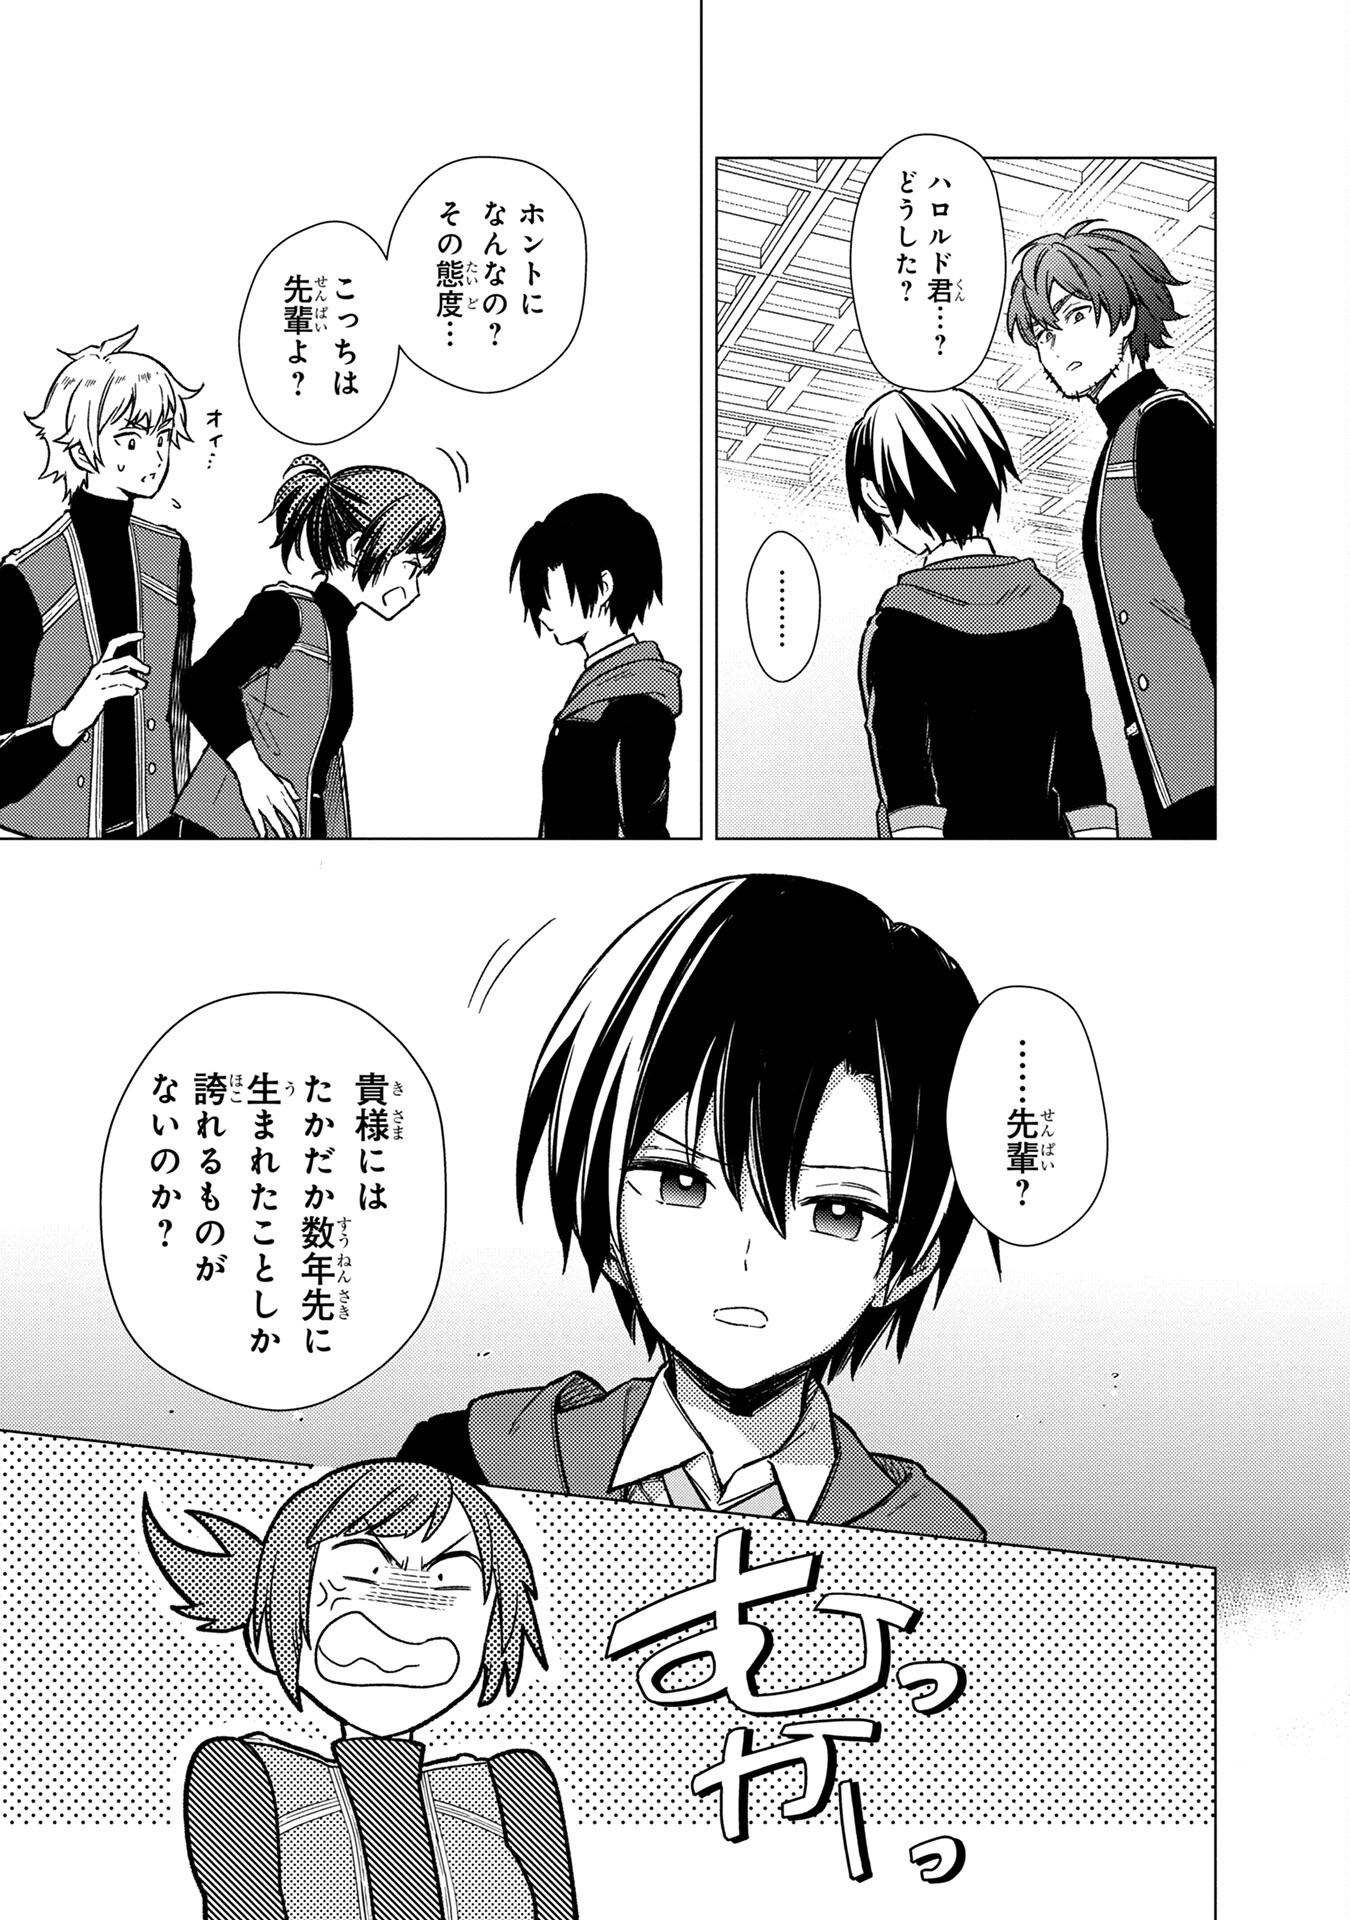 ハロルド君…?
どうした?
………
ホントに
なんなの?
その態度…
こっちは
先輩よ?
オイ…
……先輩?
貴様には
たかだか数年先に
生まれたことしか
誇れるものが
ないのか?
むっ
カーっ